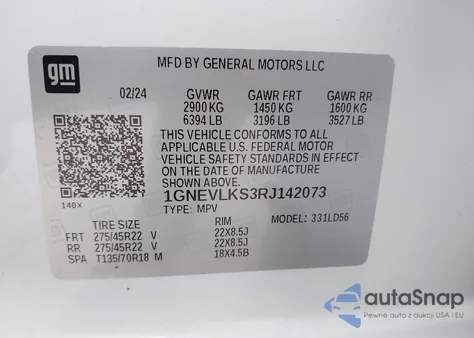 gm
MFD BY GENERAL MOTORS LLC
02/24 GVWR GAWR FRT GAWR RR
2900 KG 1450 KG 1600 KG
6394 LB 3196 LB 3527 LB
THIS VEHICLE CONFORMS TO ALL
APPLICABLE U.S. FEDERAL MOTOR
VEHICLE SAFETY STANDARDS IN EFFECT
ON THE DATE OF MANUFACTURE SHOWN ABOVE.
1GNEVLKS3RJ142073
140X TYPE: MPV MODEL: 331LD56
TIRE SIZE RIM
FRT 275/45R22 V 22X8.5J
RR 275/45R22 V 22X8.5J
SPA T135/70R18 M 18X4.5B
autoSnap
Pewne auta z aukcji USA i EU